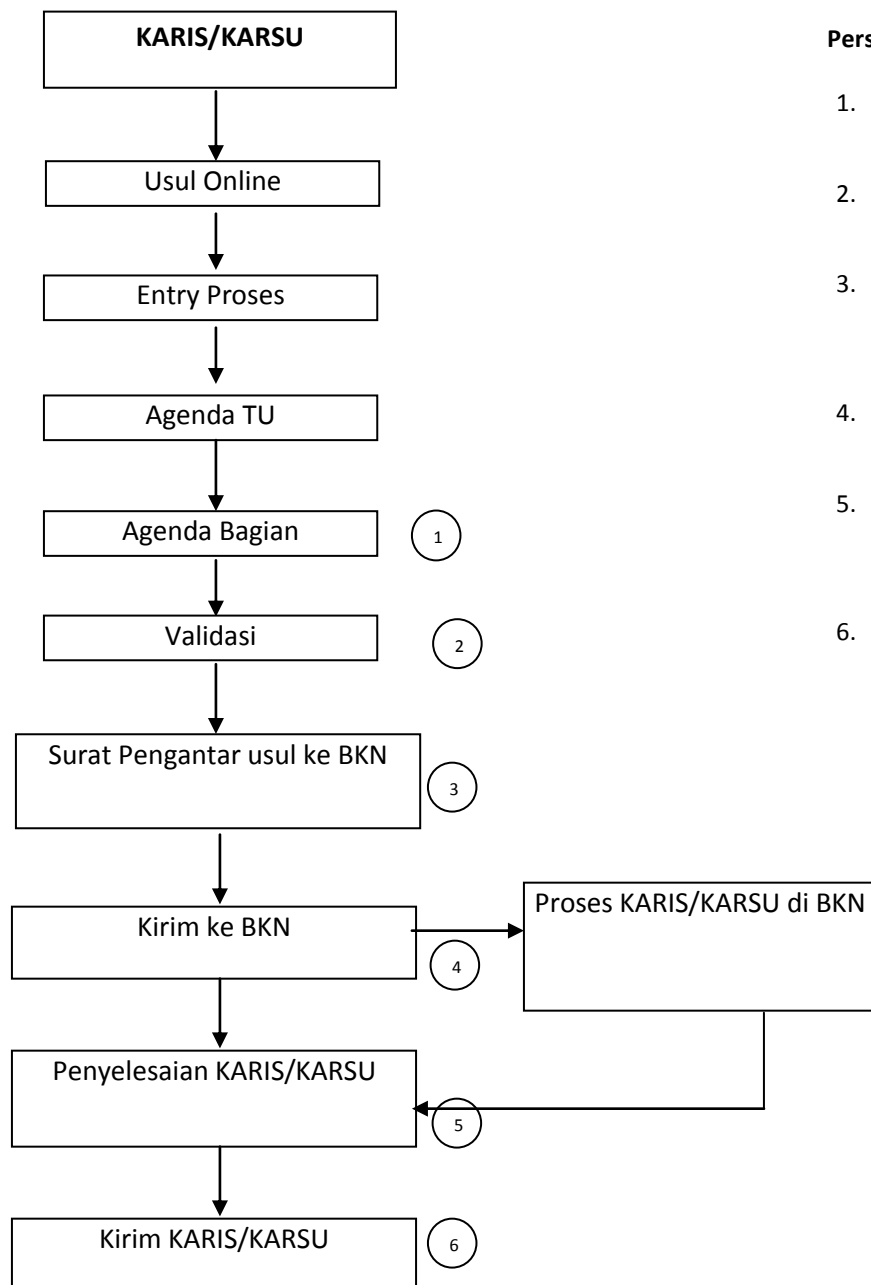 KARIS/KARSU
Usul Online
Entry Proses
Agenda TU
Agenda Bagian
1
Validasi
2
Surat Pengantar usul ke BKN
3
Kirim ke BKN
4
Proses KARIS/KARSU di BKN
Penyelesaian KARIS/KARSU
5
Kirim KARIS/KARSU
6
Pers
1.
2.
3.
4.
5.
6.